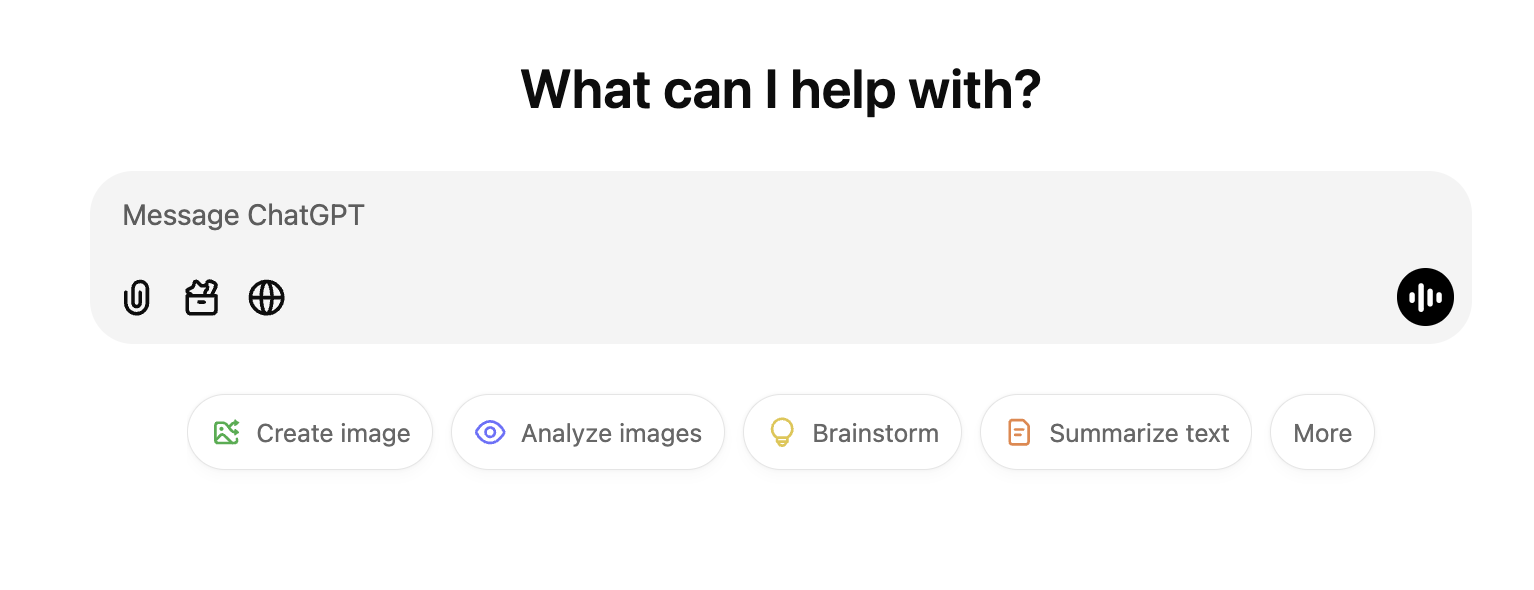 What can I help with?
Message ChatGPT
Create image
Analyze images
Brainstorm
Summarize text
More